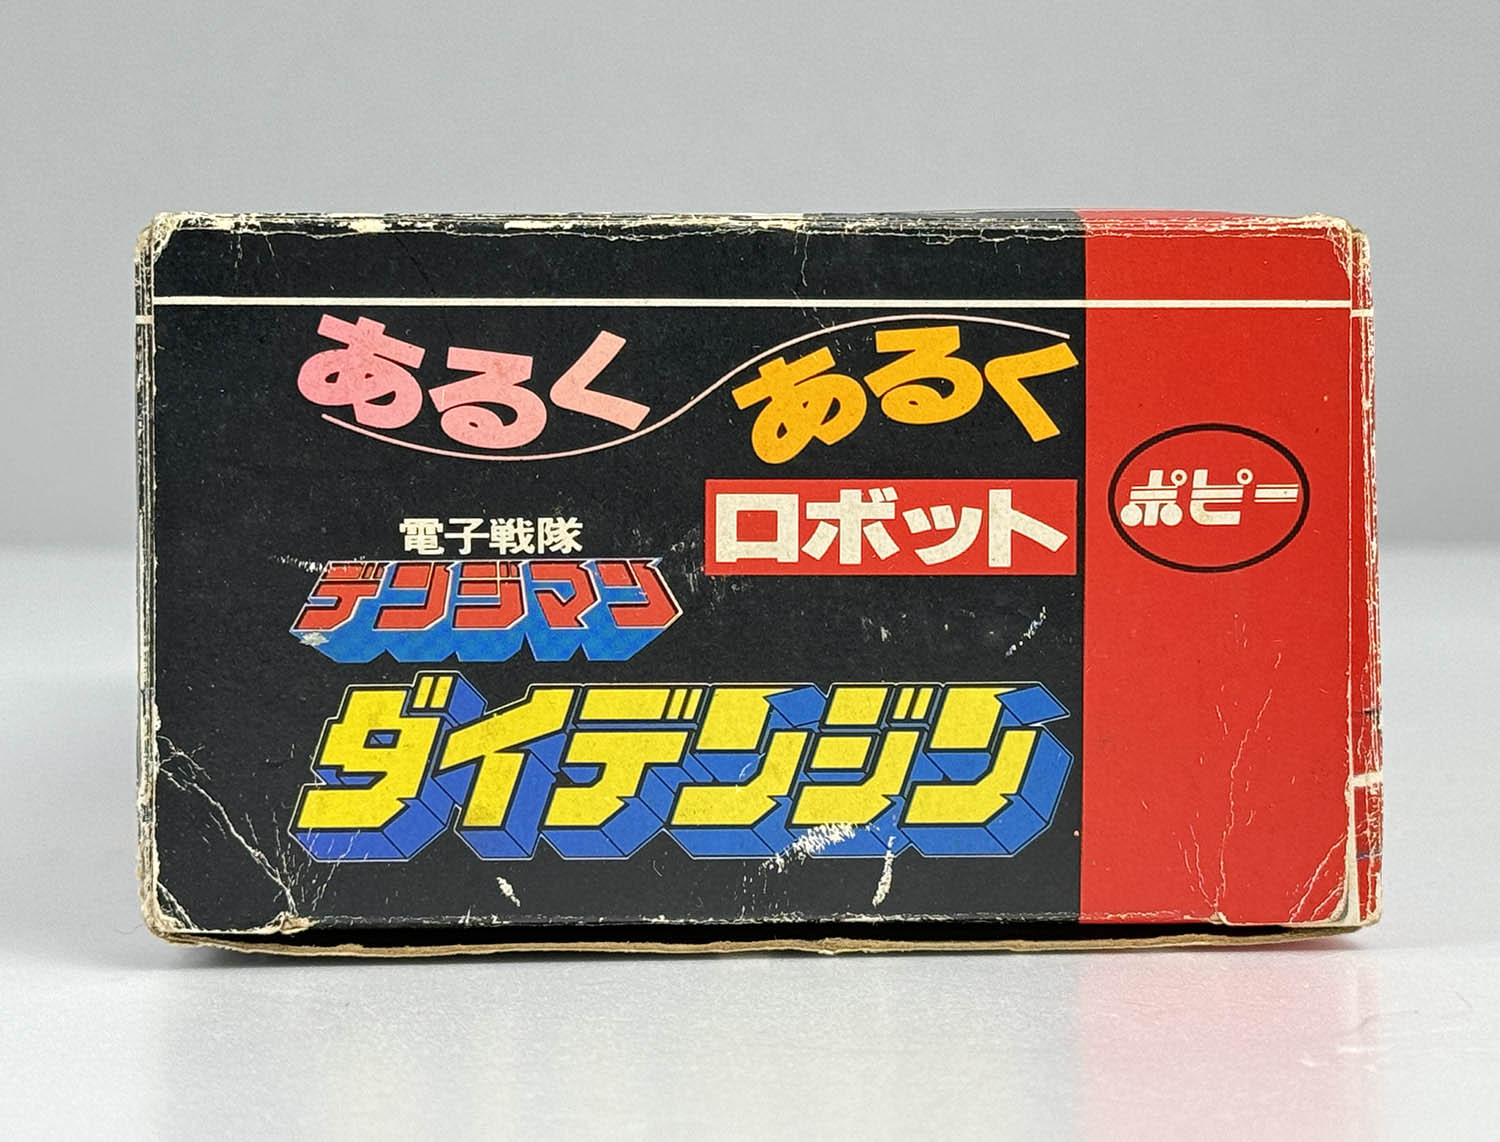 あるく あるく
ロボット
電子戦隊
デンジマン
ダイデンジン
ポピー